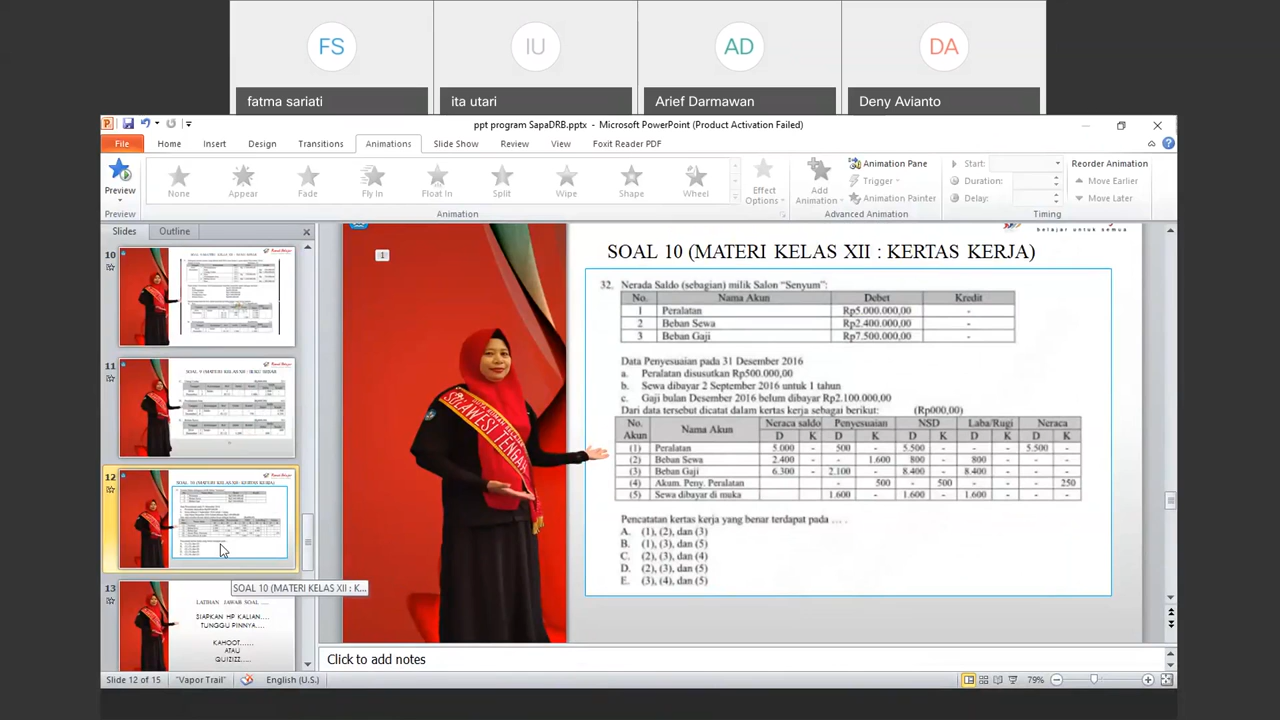 FS
IU
AD
DA
fatma sariati
ita utari
Arief Darmawan
Deny Avianto
ppt program SapaDRB.pptx - Microsoft PowerPoint (Product Activation Failed)
File Home Insert Design Transitions Animations Slide Show Review View Foxit Reader PDF
Preview
None Appear Fade Fly In Float In Split Wipe Shape Wheel
Effect Options
Add Animation
Animation Pane
Trigger
Animation Painter
Start:
Duration:
Delay:
Reorder Animation
Move Earlier
Move Later
Preview Animation Advanced Animation Timing
Slides Outline
10
11
12
13
LATIHAN JAWAB SOAL ....
SIAPKAN HP KALIAN....
TUNGGU PINNYA....
KAHOOT......
ATAU
QUIZIZZ.....
SOAL 10 (MATERI KELAS XII : K...
1
belajar untuk semua
SOAL 10 (MATERI KELAS XII : KERTAS KERJA)
32. Nerada Saldo (sebagian) milik Salon “Senyum”:
No. Nama Akun Debet Kredit
1 Peralatan Rp5.000.000,00 -
2 Beban Sewa Rp2.400.000,00 -
3 Beban Gaji Rp7.500.000,00 -
Data Penyesuaian pada 31 Desember 2016
a. Peralatan disusutkan Rp500.000,00
b. Sewa dibayar 2 September 2016 untuk 1 tahun
c. Gaji bulan Desember 2016 belum dibayar Rp2.100.000,00
Dari data tersebut dicatat dalam kertas kerja sebagai berikut: (Rp000,00)
No. Akun Nama Akun Neraca saldo Penyesuaian NSD Laba/Rugi Neraca
D K D K D K D K D K
(1) Peralatan 5.000 - 500 - 5.500 - - - 5.500 -
(2) Beban Sewa 2.400 - - 1.600 800 - 800 - - -
(3) Beban Gaji 6.300 - 2.100 - 8.400 - 8.400 - - -
(4) Akum. Peny. Peralatan - 500 - 500 - - - 250
(5) Sewa dibayar di muka 1.600 - 1.600 - 1.600 - - -
Pencatatan kertas kerja yang benar terdapat pada ... .
A. (1), (2), dan (3)
B. (1), (3), dan (5)
C. (2), (3), dan (4)
D. (2), (3), dan (5)
E. (3), (4), dan (5)
SULAWESI TENGAH
Click to add notes
Slide 12 of 15 "Vapor Trail" English (U.S.) 79%